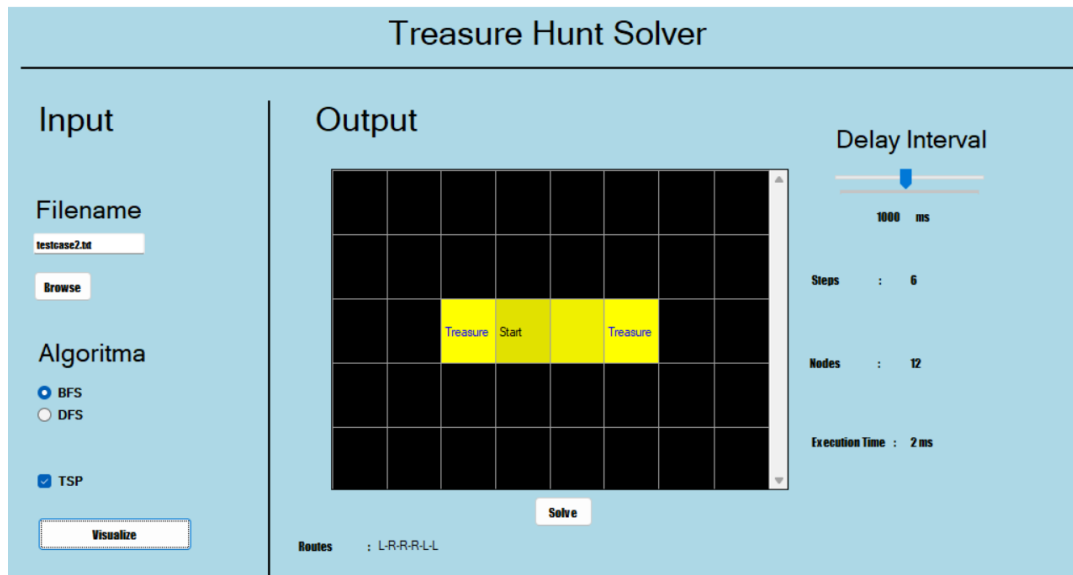 Treasure Hunt Solver
Input
Output
Delay Interval
1000 ms
Filename
testcase2.txt
Browse
Steps : 6
Treasure Start Treasure
Algoritma
BFS
DFS
Nodes : 12
Execution Time : 2 ms
TSP
Visualize
Solve
Routes : L-R-R-R-L-L